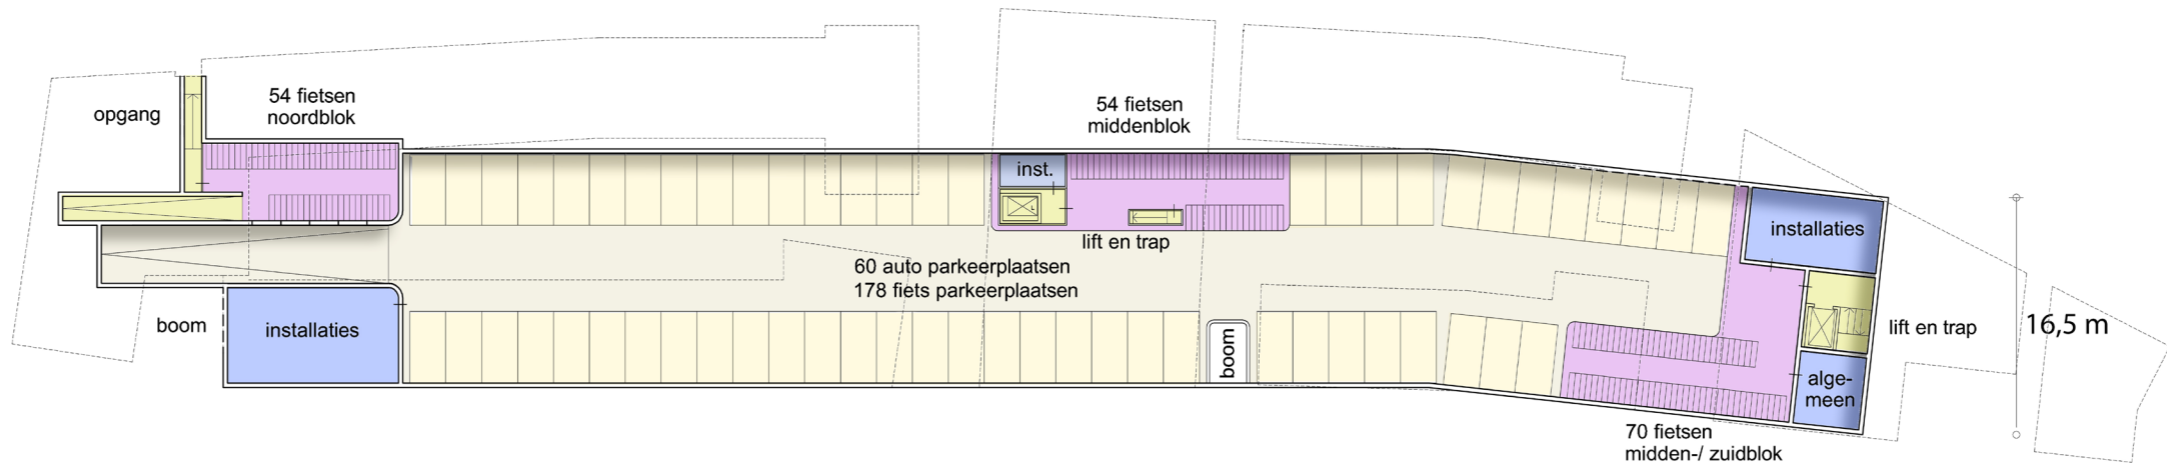 opgang
54 fietsen
noordblok
54 fietsen
middenblok
inst.
lift en trap
60 auto parkeerplaatsen
178 fiets parkeerplaatsen
installaties
boom
installaties
boom
lift en trap
16,5 m
alge-
meen
70 fietsen
midden-/ zuidblok